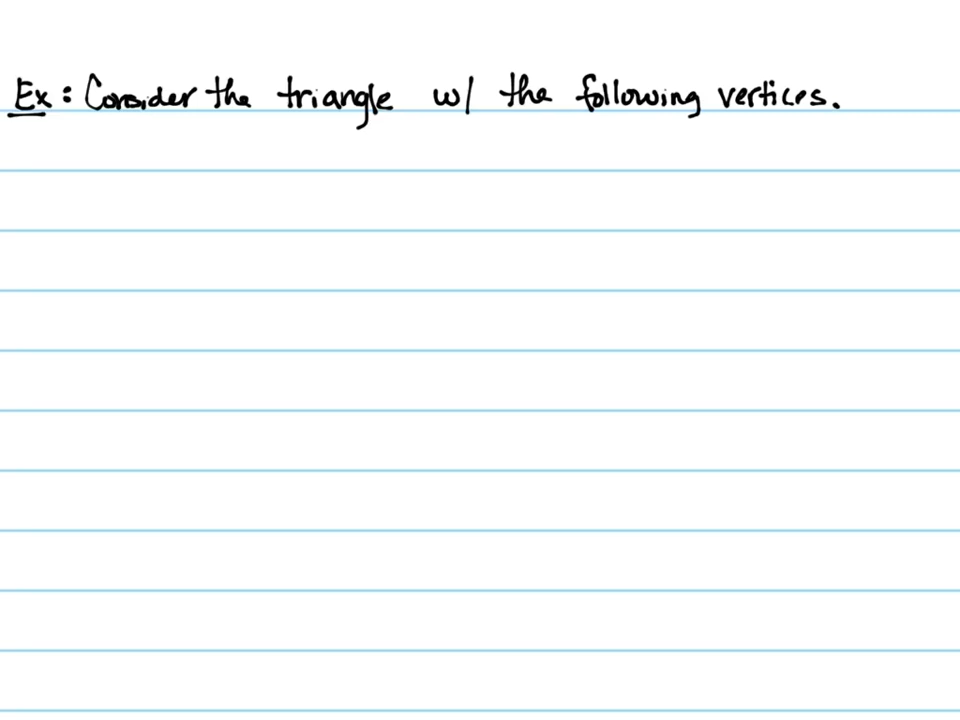 Ex: Consider the triangle w/ the following vertices.